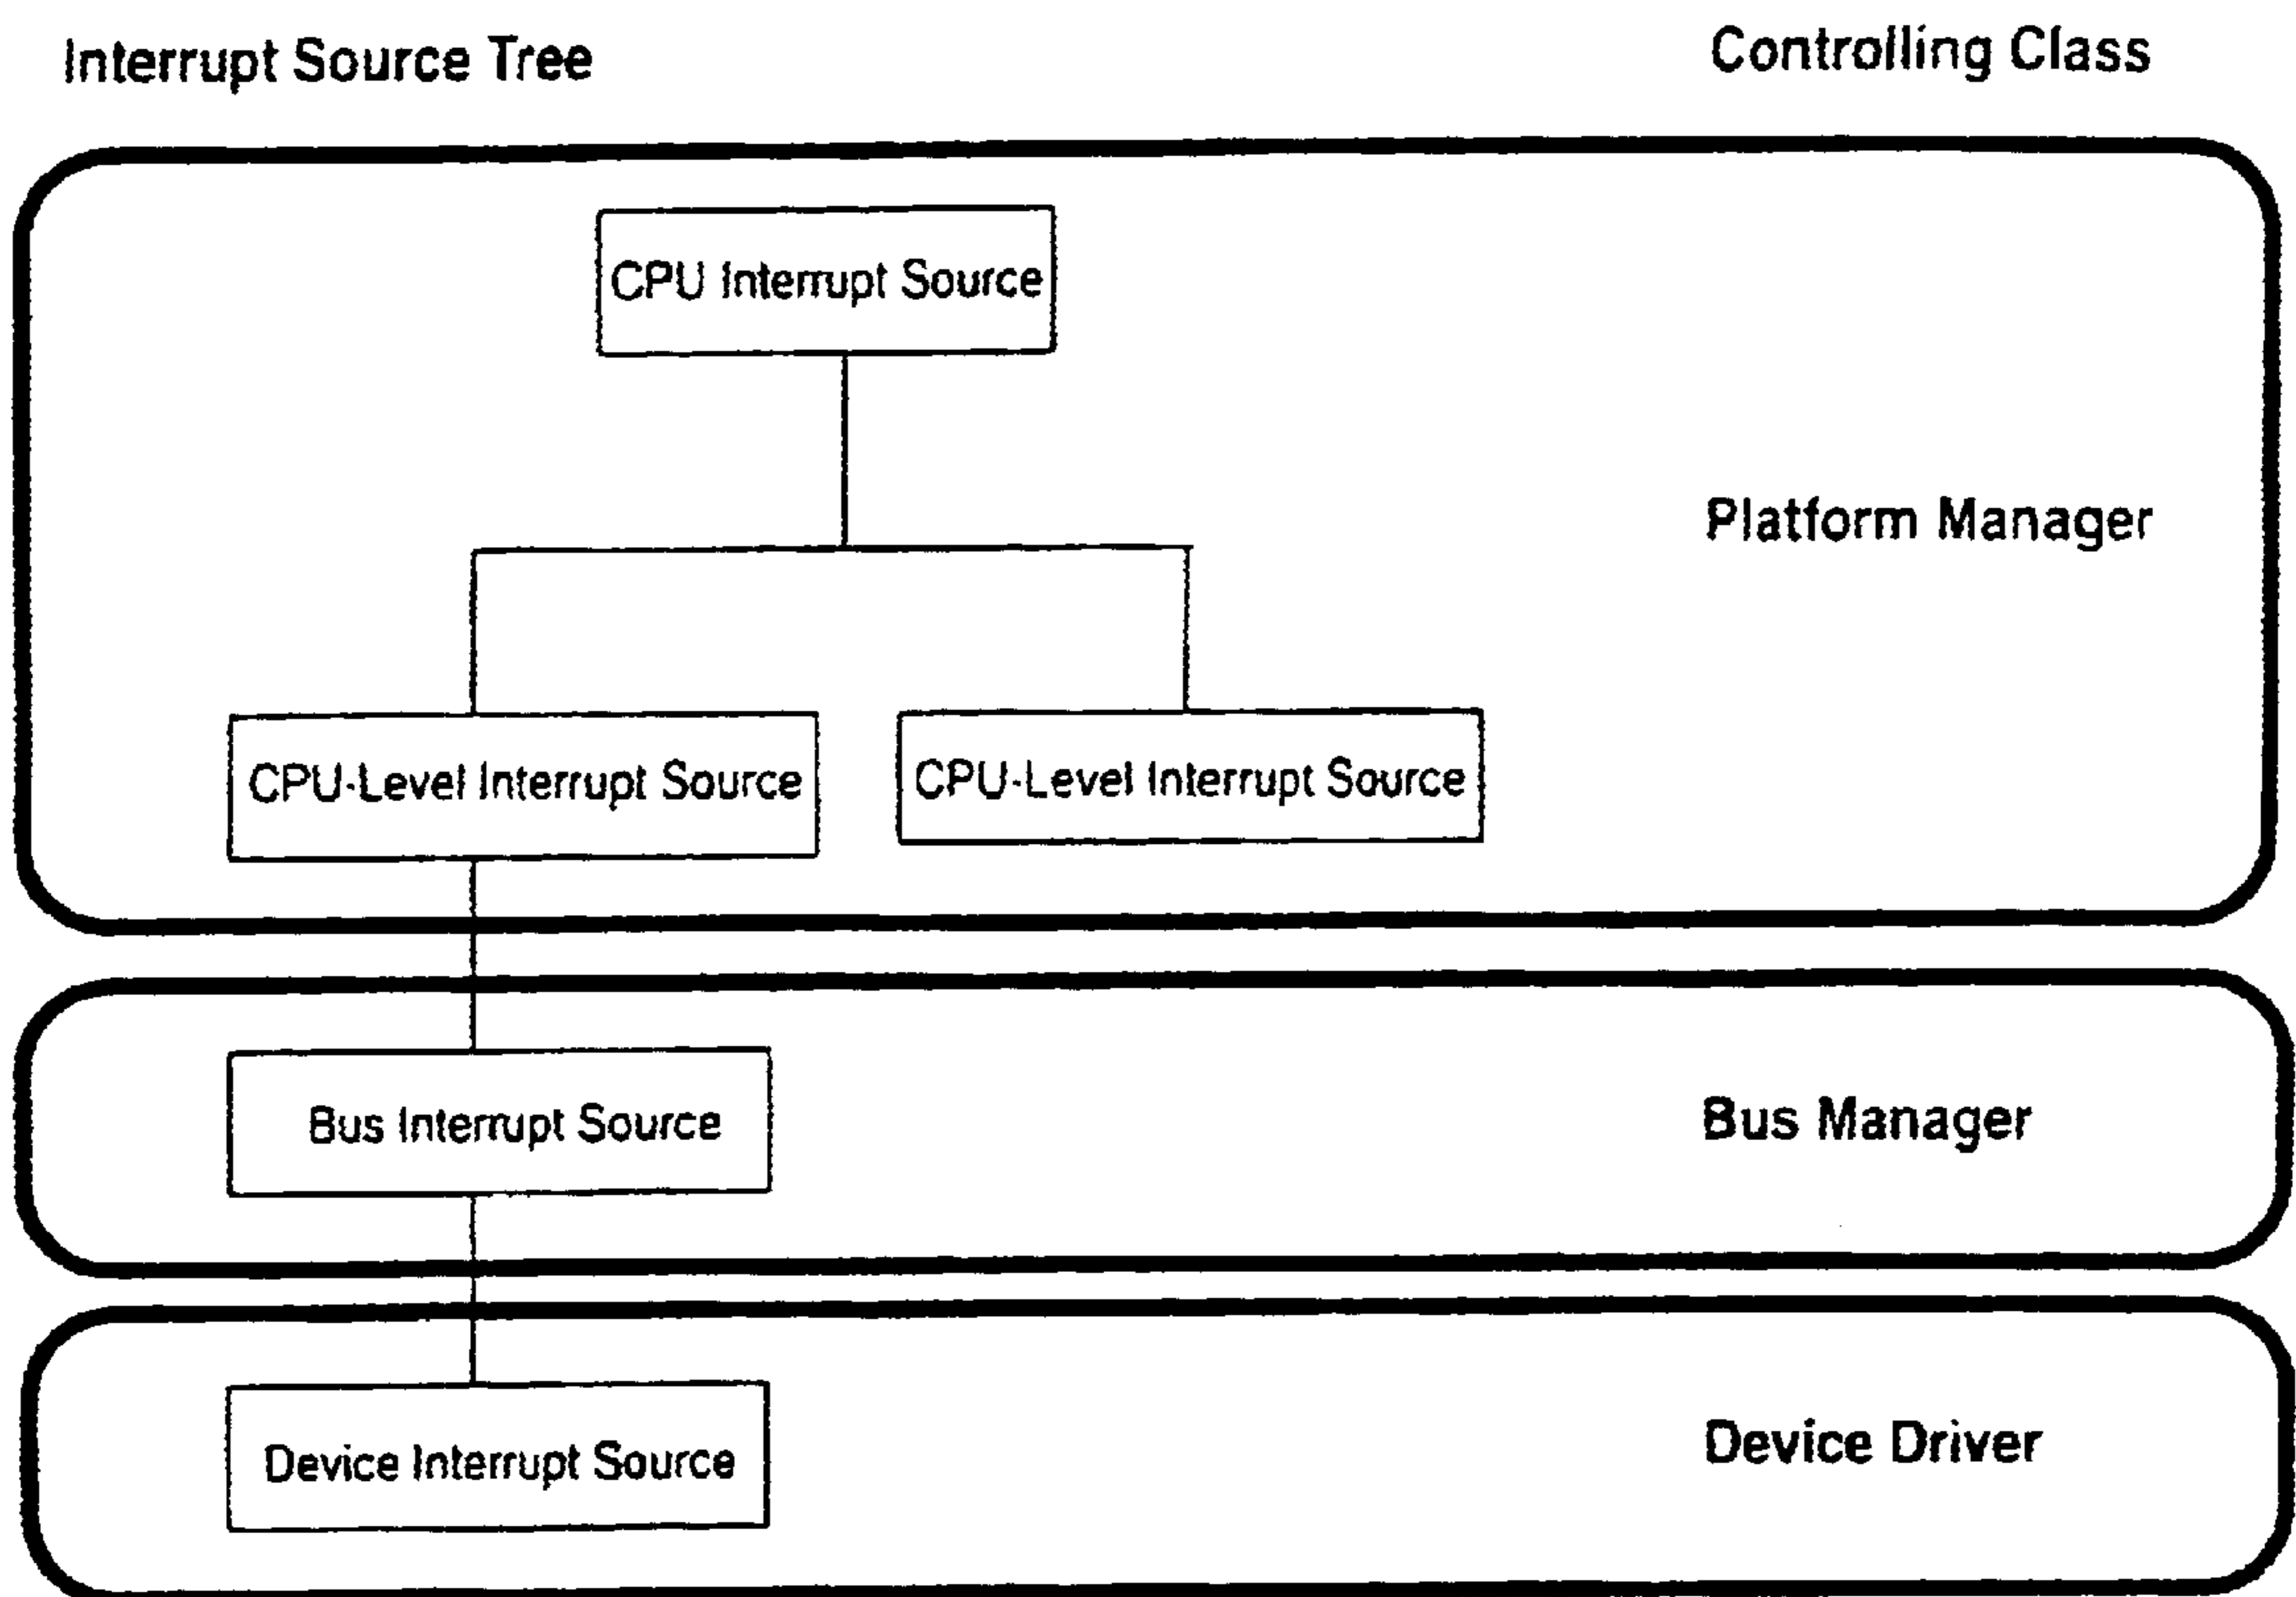 Interrupt Source Tree
Controlling Class
CPU Interrupt Source
Platform Manager
CPU-Level Interrupt Source
CPU-Level Interrupt Source
Bus Interrupt Source
Bus Manager
Device Interrupt Source
Device Driver